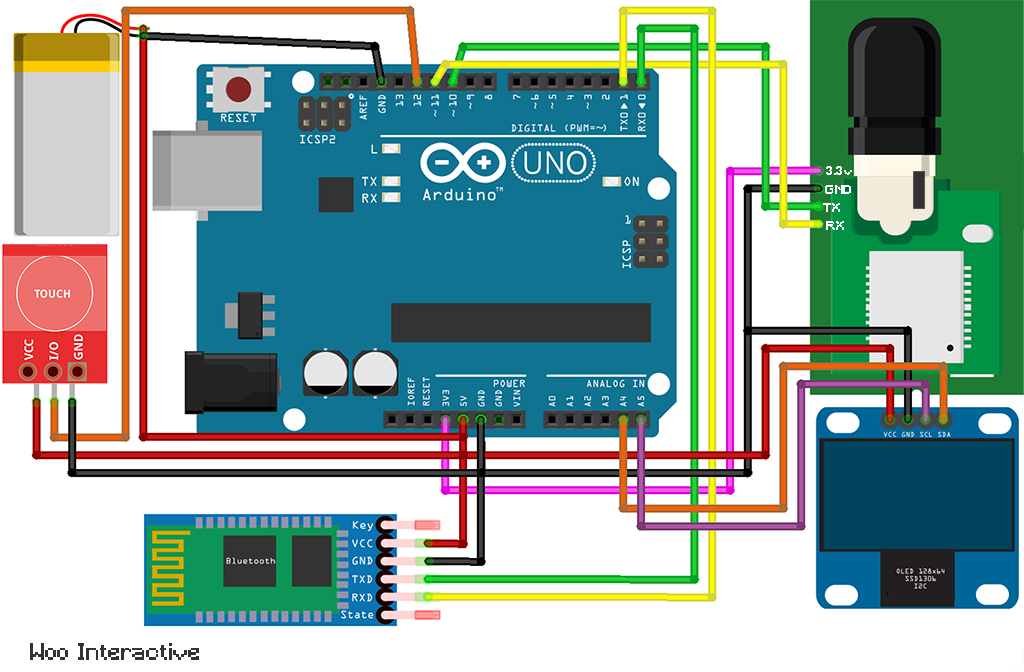 RESET
ICSP2
AREF
GND
13
12
~11
~10
~9
8
7
~6
~5
4
~3
2
TX0▶1
RX0◀0
DIGITAL (PWM=~)
L
TX
RX
Arduino™
UNO
ON
1
ICSP
3.3v
GND
TX
RX
TOUCH
VCC
I/O
GND
IOREF
RESET
3V3
5V
GND
GND
VIN
POWER
ANALOG IN
A0
A1
A2
A3
A4
A5
VCC GND SCL SDA
OLED 128x64
SSD1306
I2C
Bluetooth
Key
VCC
GND
TXD
RXD
State
Woo Interactive